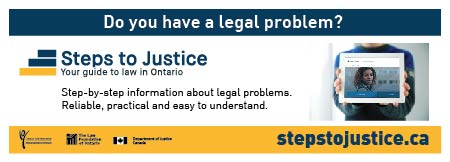 Do you have a legal problem?
Steps to Justice
Your guide to law in Ontario
Step-by-step information about legal problems.
Reliable, practical and easy to understand.
The Law
Foundation
of Ontario
Department of Justice
Canada
stepstojustice.ca